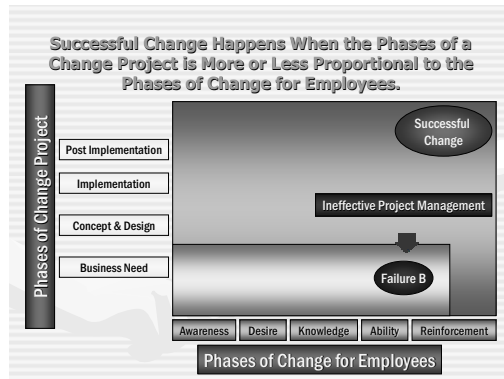 Successful Change Happens When the Phases of a
Change Project is More or Less Proportional to the
Phases of Change for Employees.
Phases of Change Project
Post Implementation
Implementation
Concept & Design
Business Need
Successful
Change
Ineffective Project Management
Failure B
Awareness
Desire
Knowledge
Ability
Reinforcement
Phases of Change for Employees